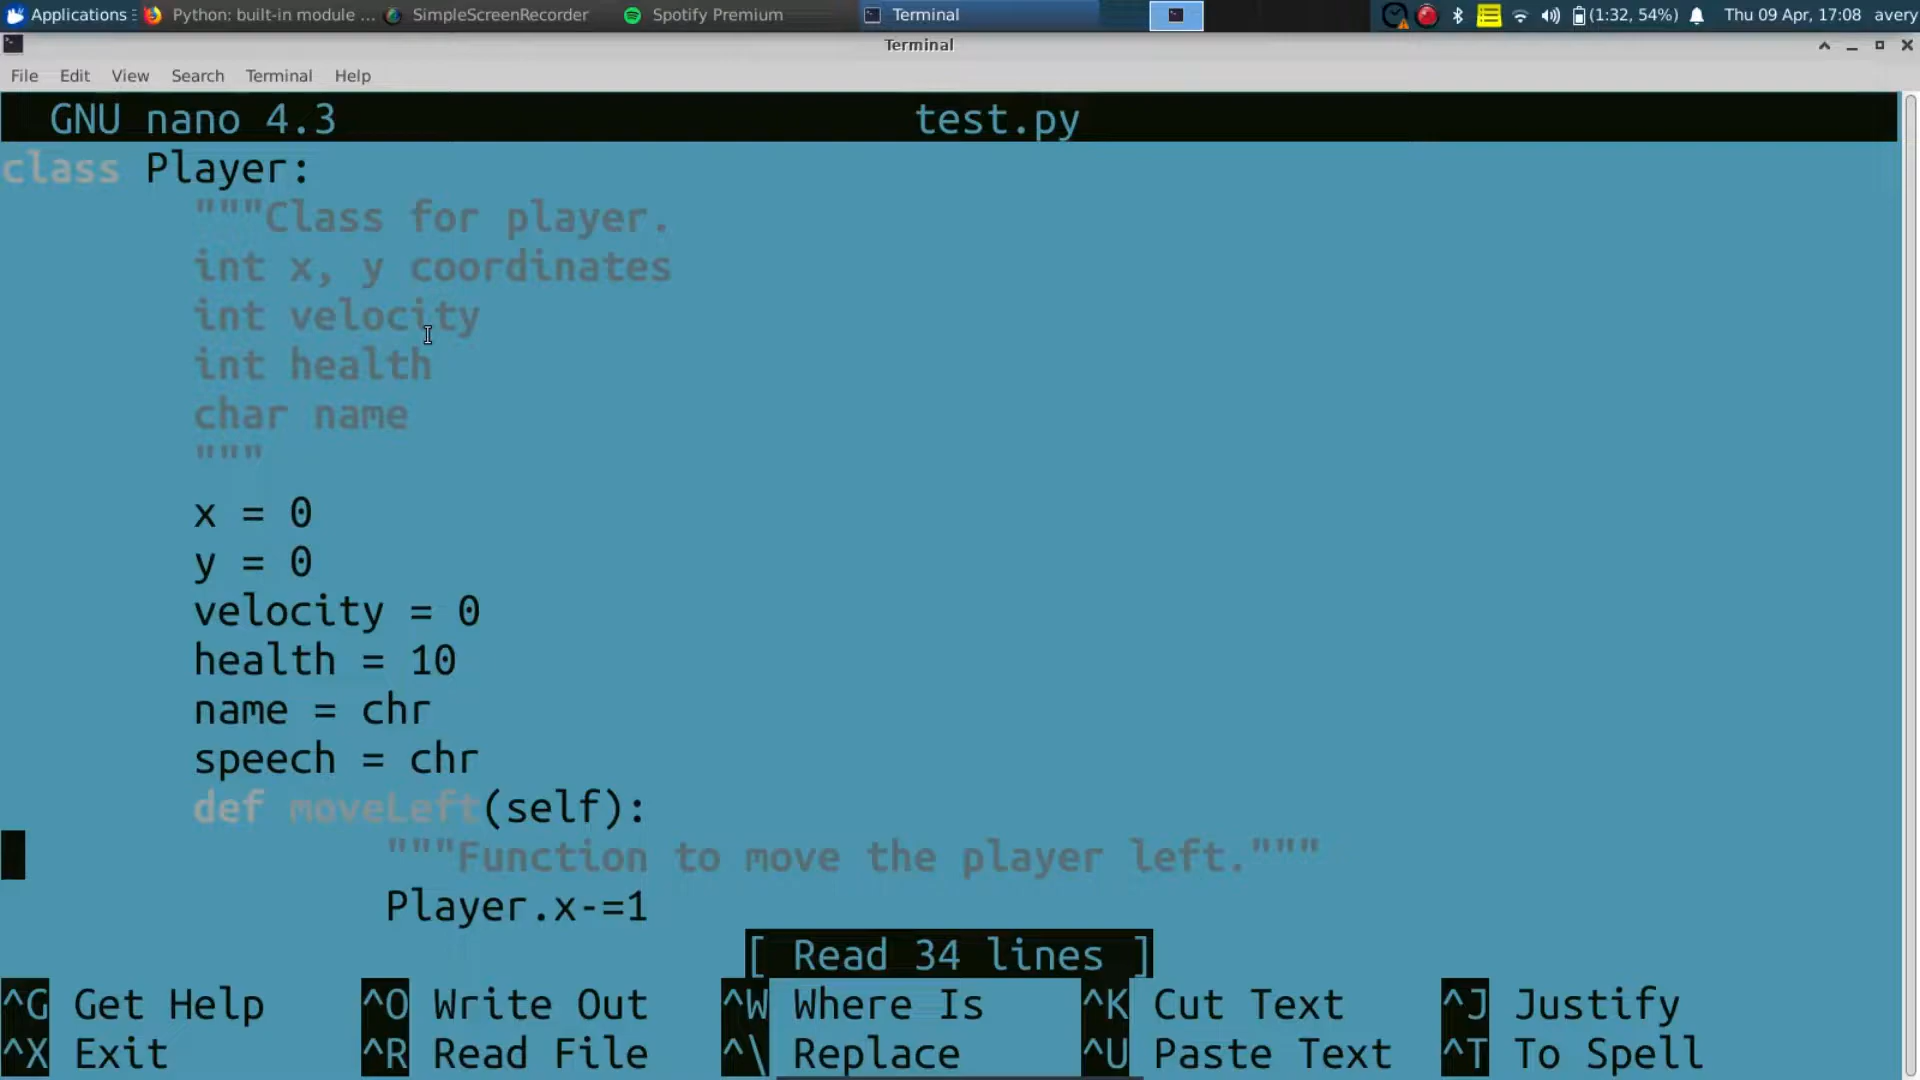 Applications Python: built-in module ... SimpleScreenRecorder Spotify Premium Terminal (1:32, 54%) Thu 09 Apr, 17:08 avery
Terminal
File Edit View Search Terminal Help
GNU nano 4.3 test.py
class Player:
"""Class for player.
int x, y coordinates
int velocity
int health
char name
"""
x = 0
y = 0
velocity = 0
health = 10
name = chr
speech = chr
def moveLeft(self):
"""Function to move the player left."""
Player.x-=1
[ Read 34 lines ]
^G Get Help ^O Write Out ^W Where Is ^K Cut Text ^J Justify
^X Exit ^R Read File ^\ Replace ^U Paste Text ^T To Spell